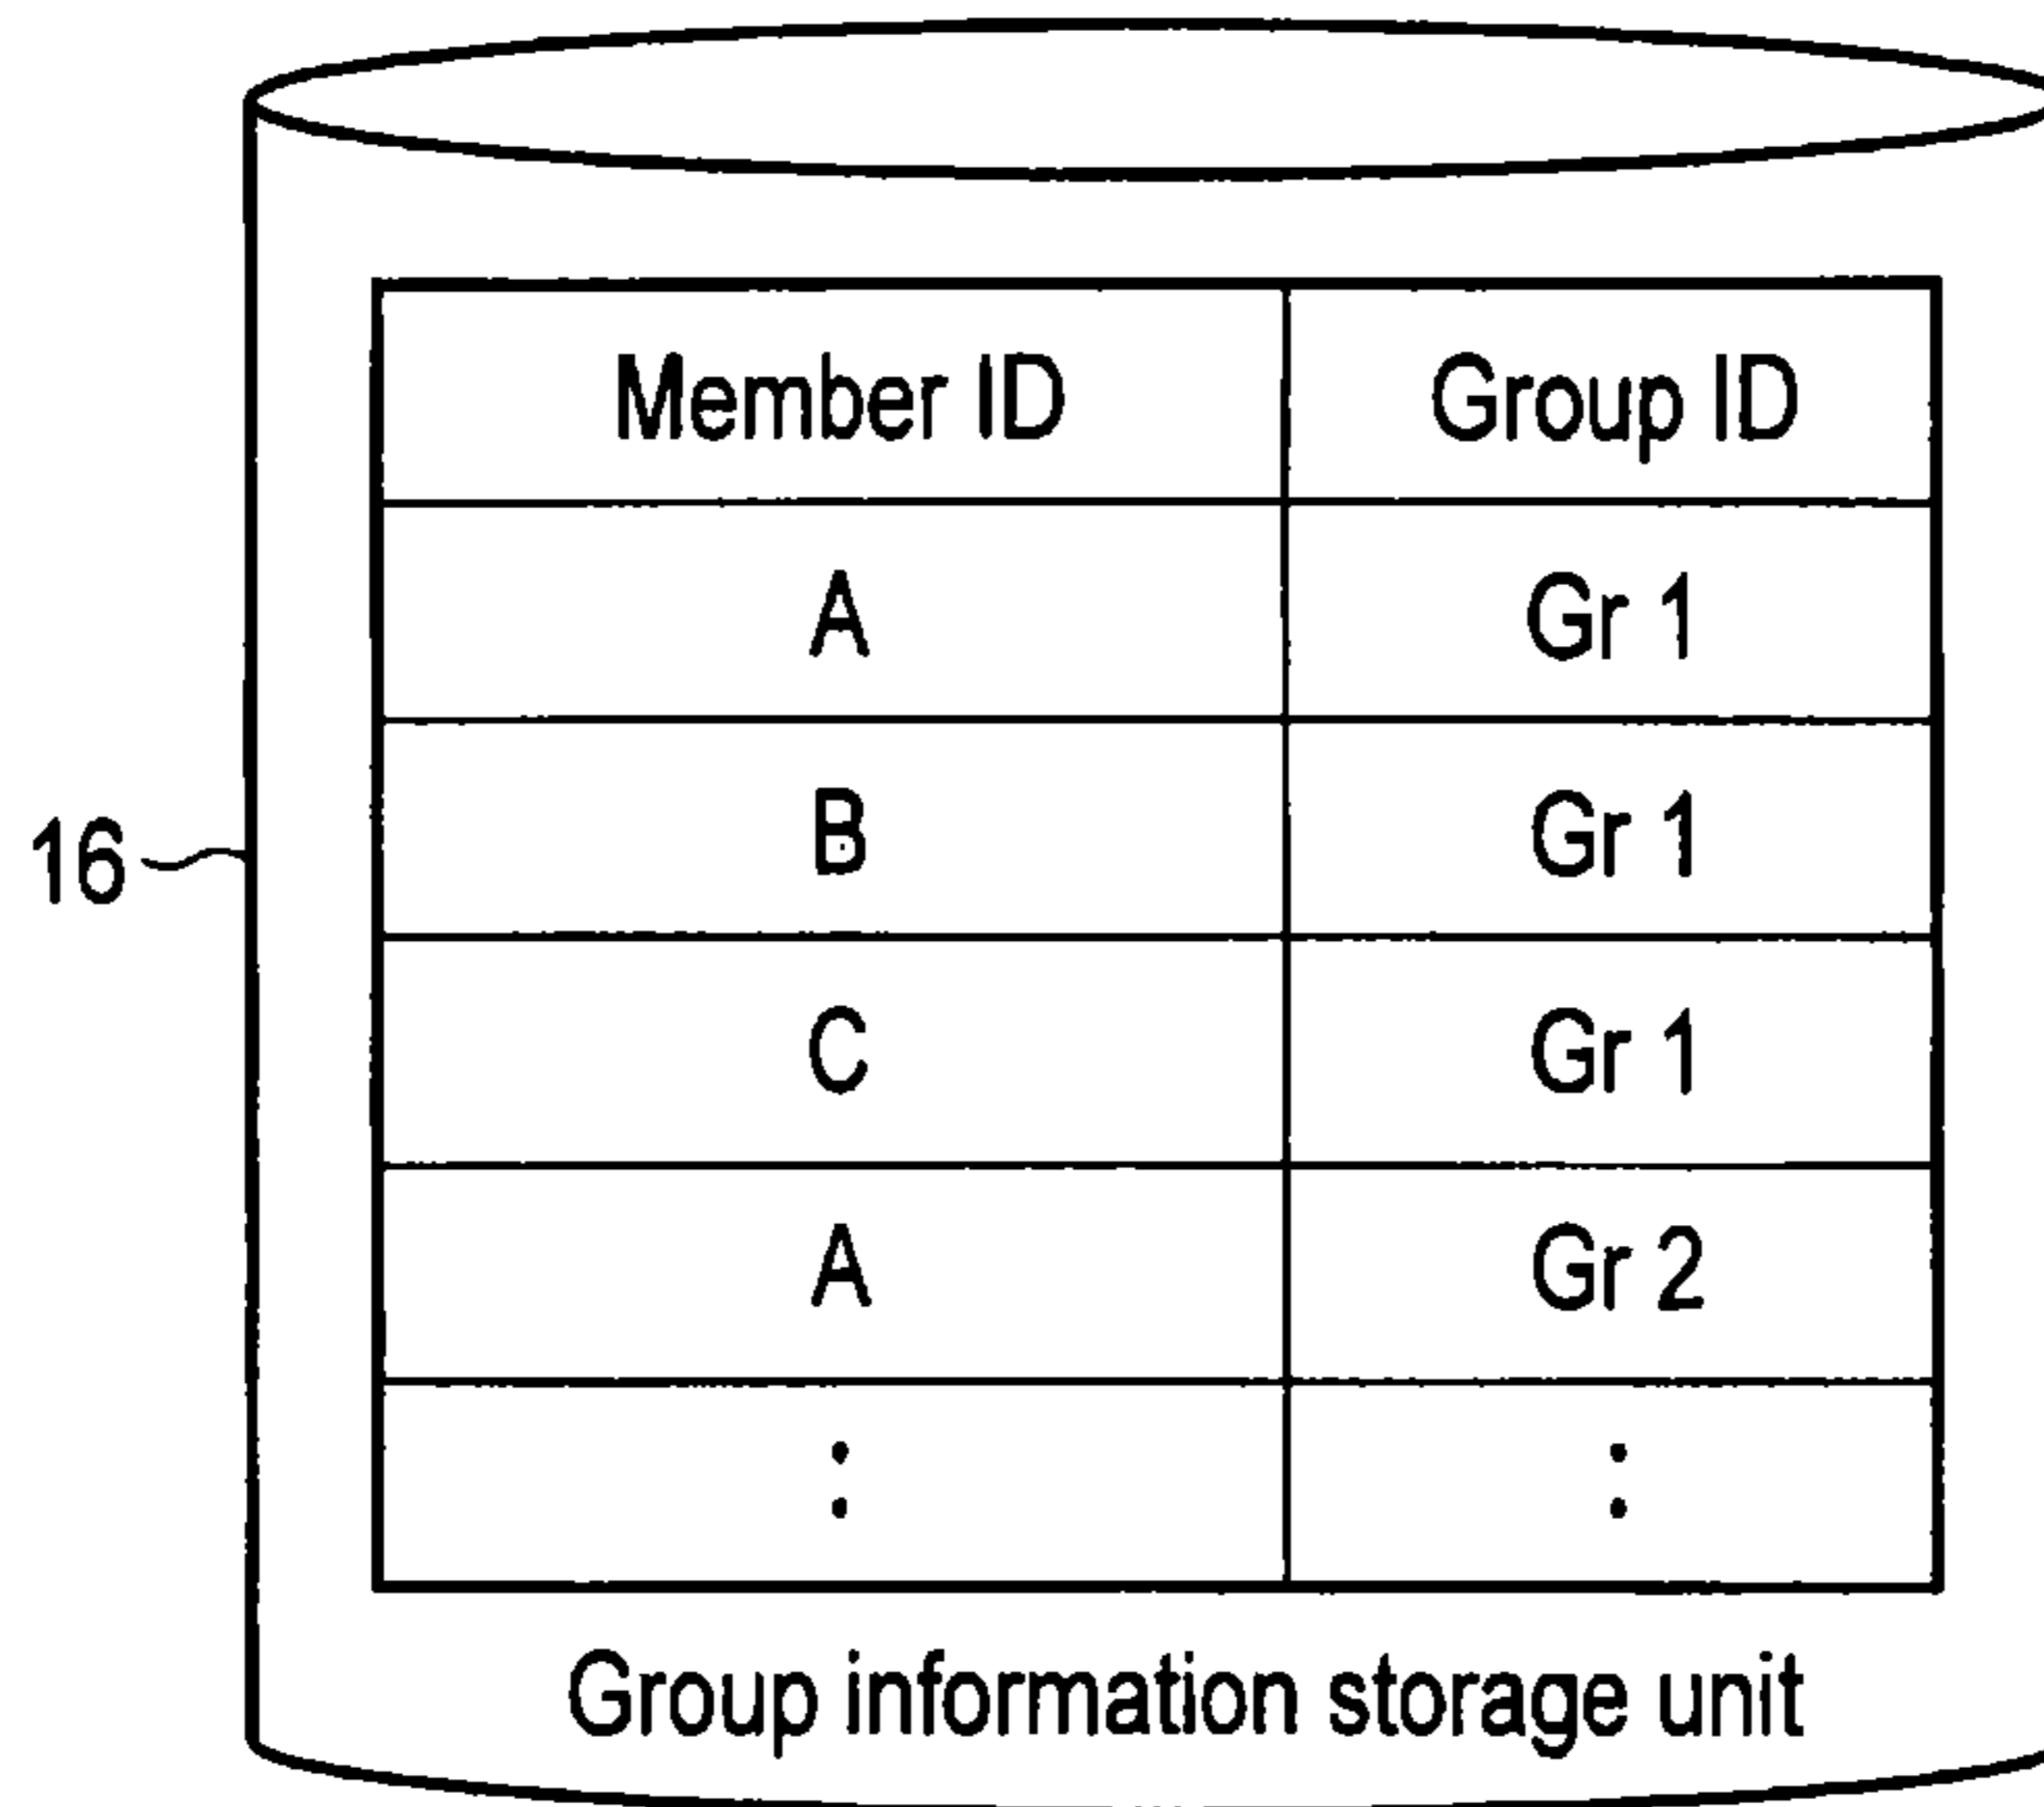 Member ID Group ID
A Gr 1
B Gr 1
16
C Gr 1
A Gr 2
: :
Group information storage unit